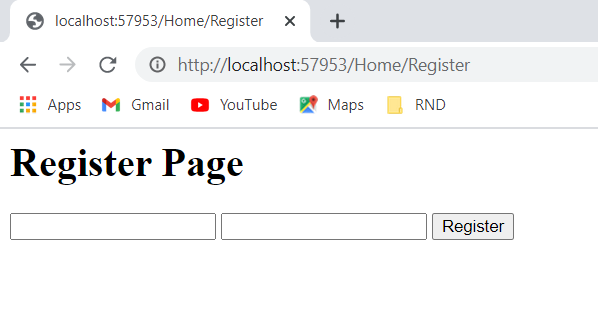 localhost:57953/Home/Register
http://localhost:57953/Home/Register
Apps Gmail YouTube Maps RND
Register Page
Register